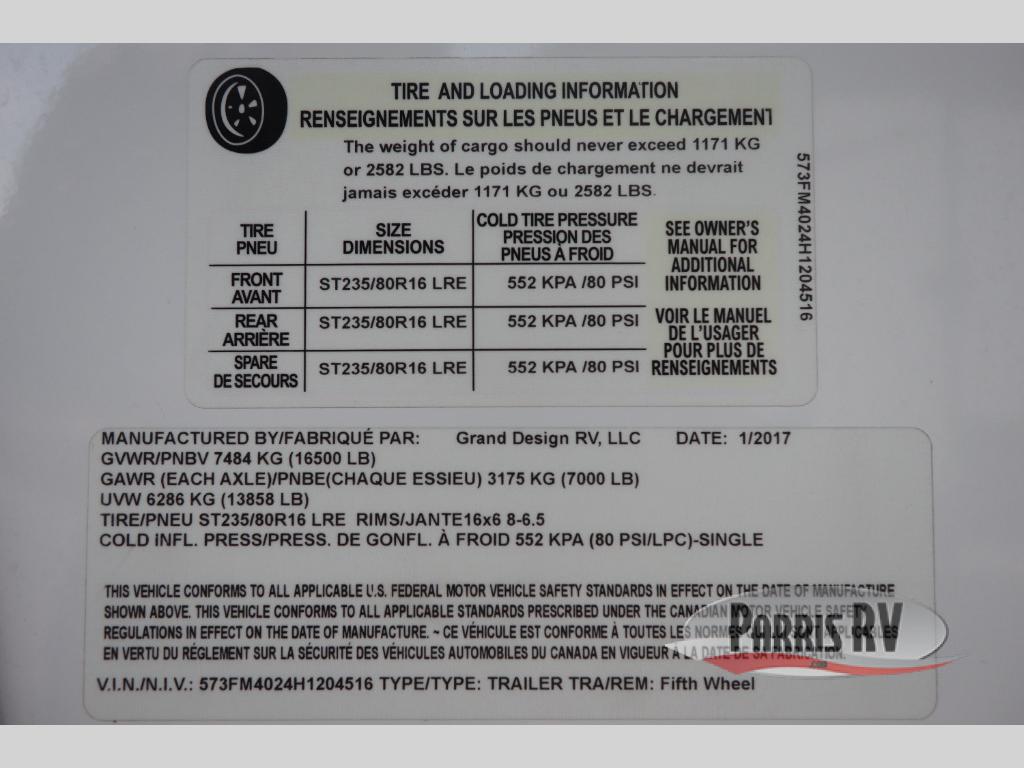 TIRE AND LOADING INFORMATION
RENSEIGNEMENTS SUR LES PNEUS ET LE CHARGEMENT
The weight of cargo should never exceed 1171 KG
or 2582 LBS. Le poids de chargement ne devrait
jamais excéder 1171 KG ou 2582 LBS.
TIRE
PNEU
SIZE
DIMENSIONS
COLD TIRE PRESSURE
PRESSION DES
PNEUS À FROID
SEE OWNER'S
MANUAL FOR
ADDITIONAL
INFORMATION
FRONT
AVANT
ST235/80R16 LRE
552 KPA /80 PSI
REAR
ARRIÈRE
ST235/80R16 LRE
552 KPA /80 PSI
VOIR LE MANUEL
DE L'USAGER
POUR PLUS DE
RENSEIGNEMENTS
SPARE
DE SECOURS
ST235/80R16 LRE
552 KPA /80 PSI
573FM4024H1204516
MANUFACTURED BY/FABRIQUÉ PAR: Grand Design RV, LLC DATE: 1/2017
GVWR/PNBV 7484 KG (16500 LB)
GAWR (EACH AXLE)/PNBE(CHAQUE ESSIEU) 3175 KG (7000 LB)
UVW 6286 KG (13858 LB)
TIRE/PNEU ST235/80R16 LRE RIMS/JANTE16x6 8-6.5
COLD INFL. PRESS/PRESS. DE GONFL. À FROID 552 KPA (80 PSI/LPC)-SINGLE
THIS VEHICLE CONFORMS TO ALL APPLICABLE U.S. FEDERAL MOTOR VEHICLE SAFETY STANDARDS IN EFFECT ON THE DATE OF MANUFACTURE
SHOWN ABOVE. THIS VEHICLE CONFORMS TO ALL APPLICABLE STANDARDS PRESCRIBED UNDER THE CANADIAN MOTOR VEHICLE SAFETY
REGULATIONS IN EFFECT ON THE DATE OF MANUFACTURE. ~ CE VÉHICULE EST CONFORME À TOUTES LES NORMES QUI LUI SONT APPLICABLES
EN VERTU DU RÉGLEMENT SUR LA SÉCURITÉ DES VÉHICULES AUTOMOBILES DU CANADA EN VIGUEUR A LA DATE DE SA FABRICATION.
V.I.N./N.I.V.: 573FM4024H1204516 TYPE/TYPE: TRAILER TRA/REM: Fifth Wheel
PARRIS RV
.com